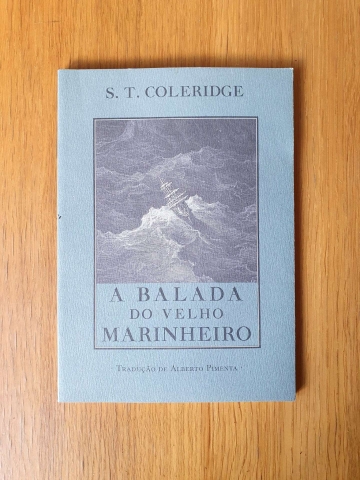 S. T. COLERIDGE
A BALADA
DO VELHO
MARINHEIRO
TRADUÇÃO DE ALBERTO PIMENTA